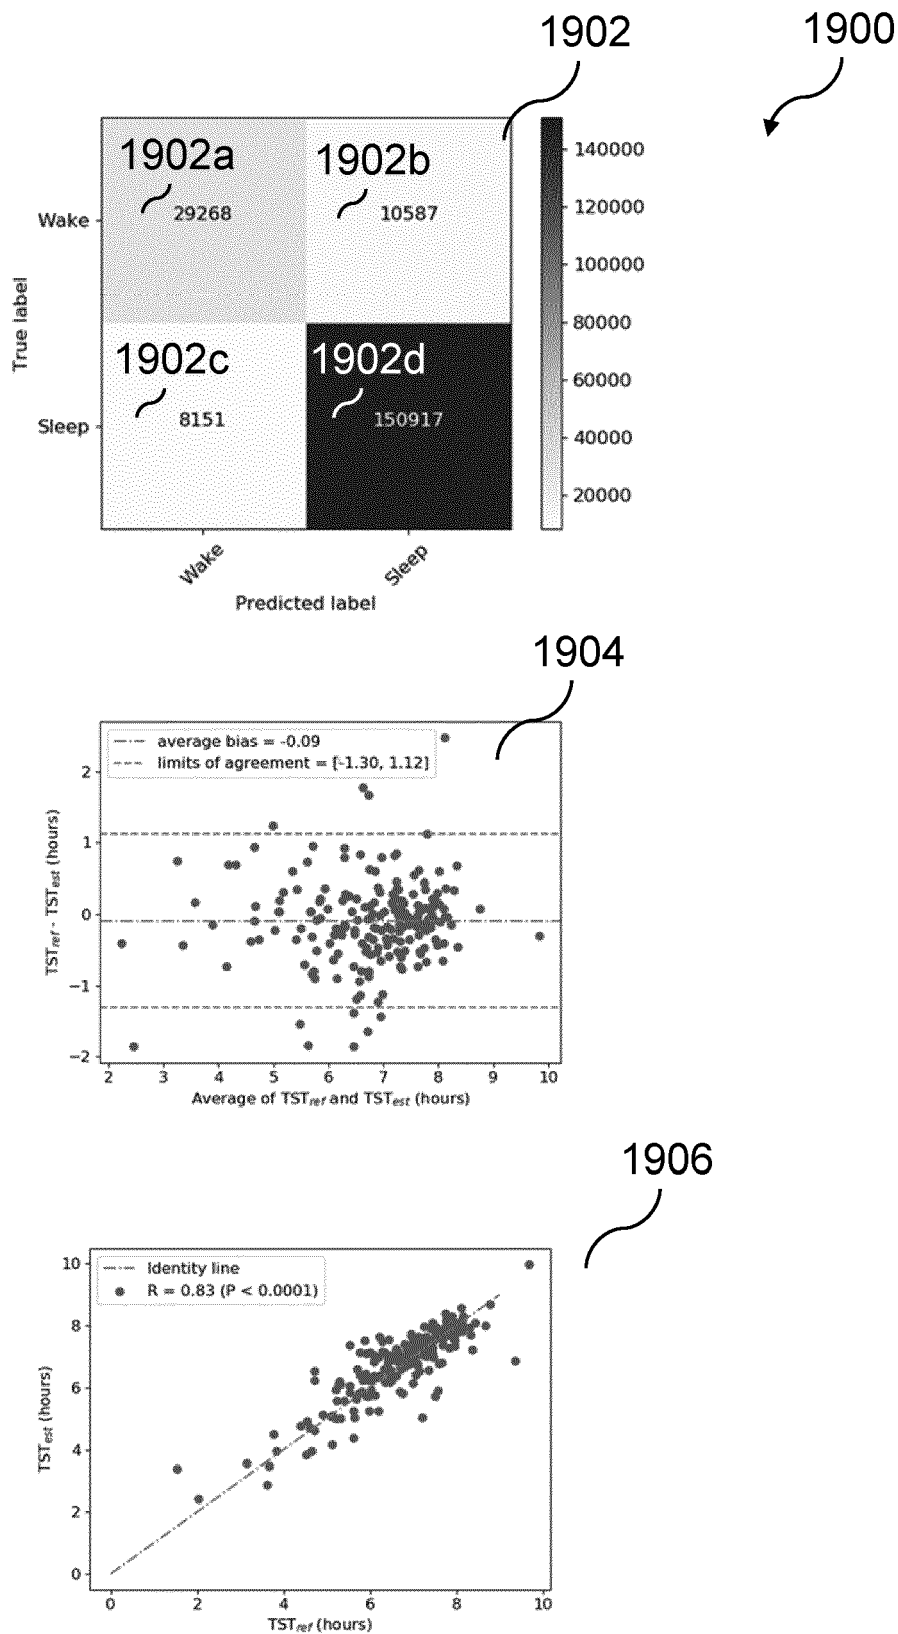 1902
1900
1902a
1902b
29268
10587
1902c
1902d
8151
150917
Wake
Sleep
True label
Wake
Sleep
Predicted label
140000
120000
100000
80000
60000
40000
20000
1904
average bias = -0.09
limits of agreement = [-1.30, 1.12]
2
1
0
−1
−2
TSTref - TSTest (hours)
2 3 4 5 6 7 8 9 10
Average of TSTref and TSTest (hours)
1906
Identity line
R = 0.83 (P < 0.0001)
10
8
6
4
2
0
TSTest (hours)
0 2 4 6 8 10
TSTref (hours)